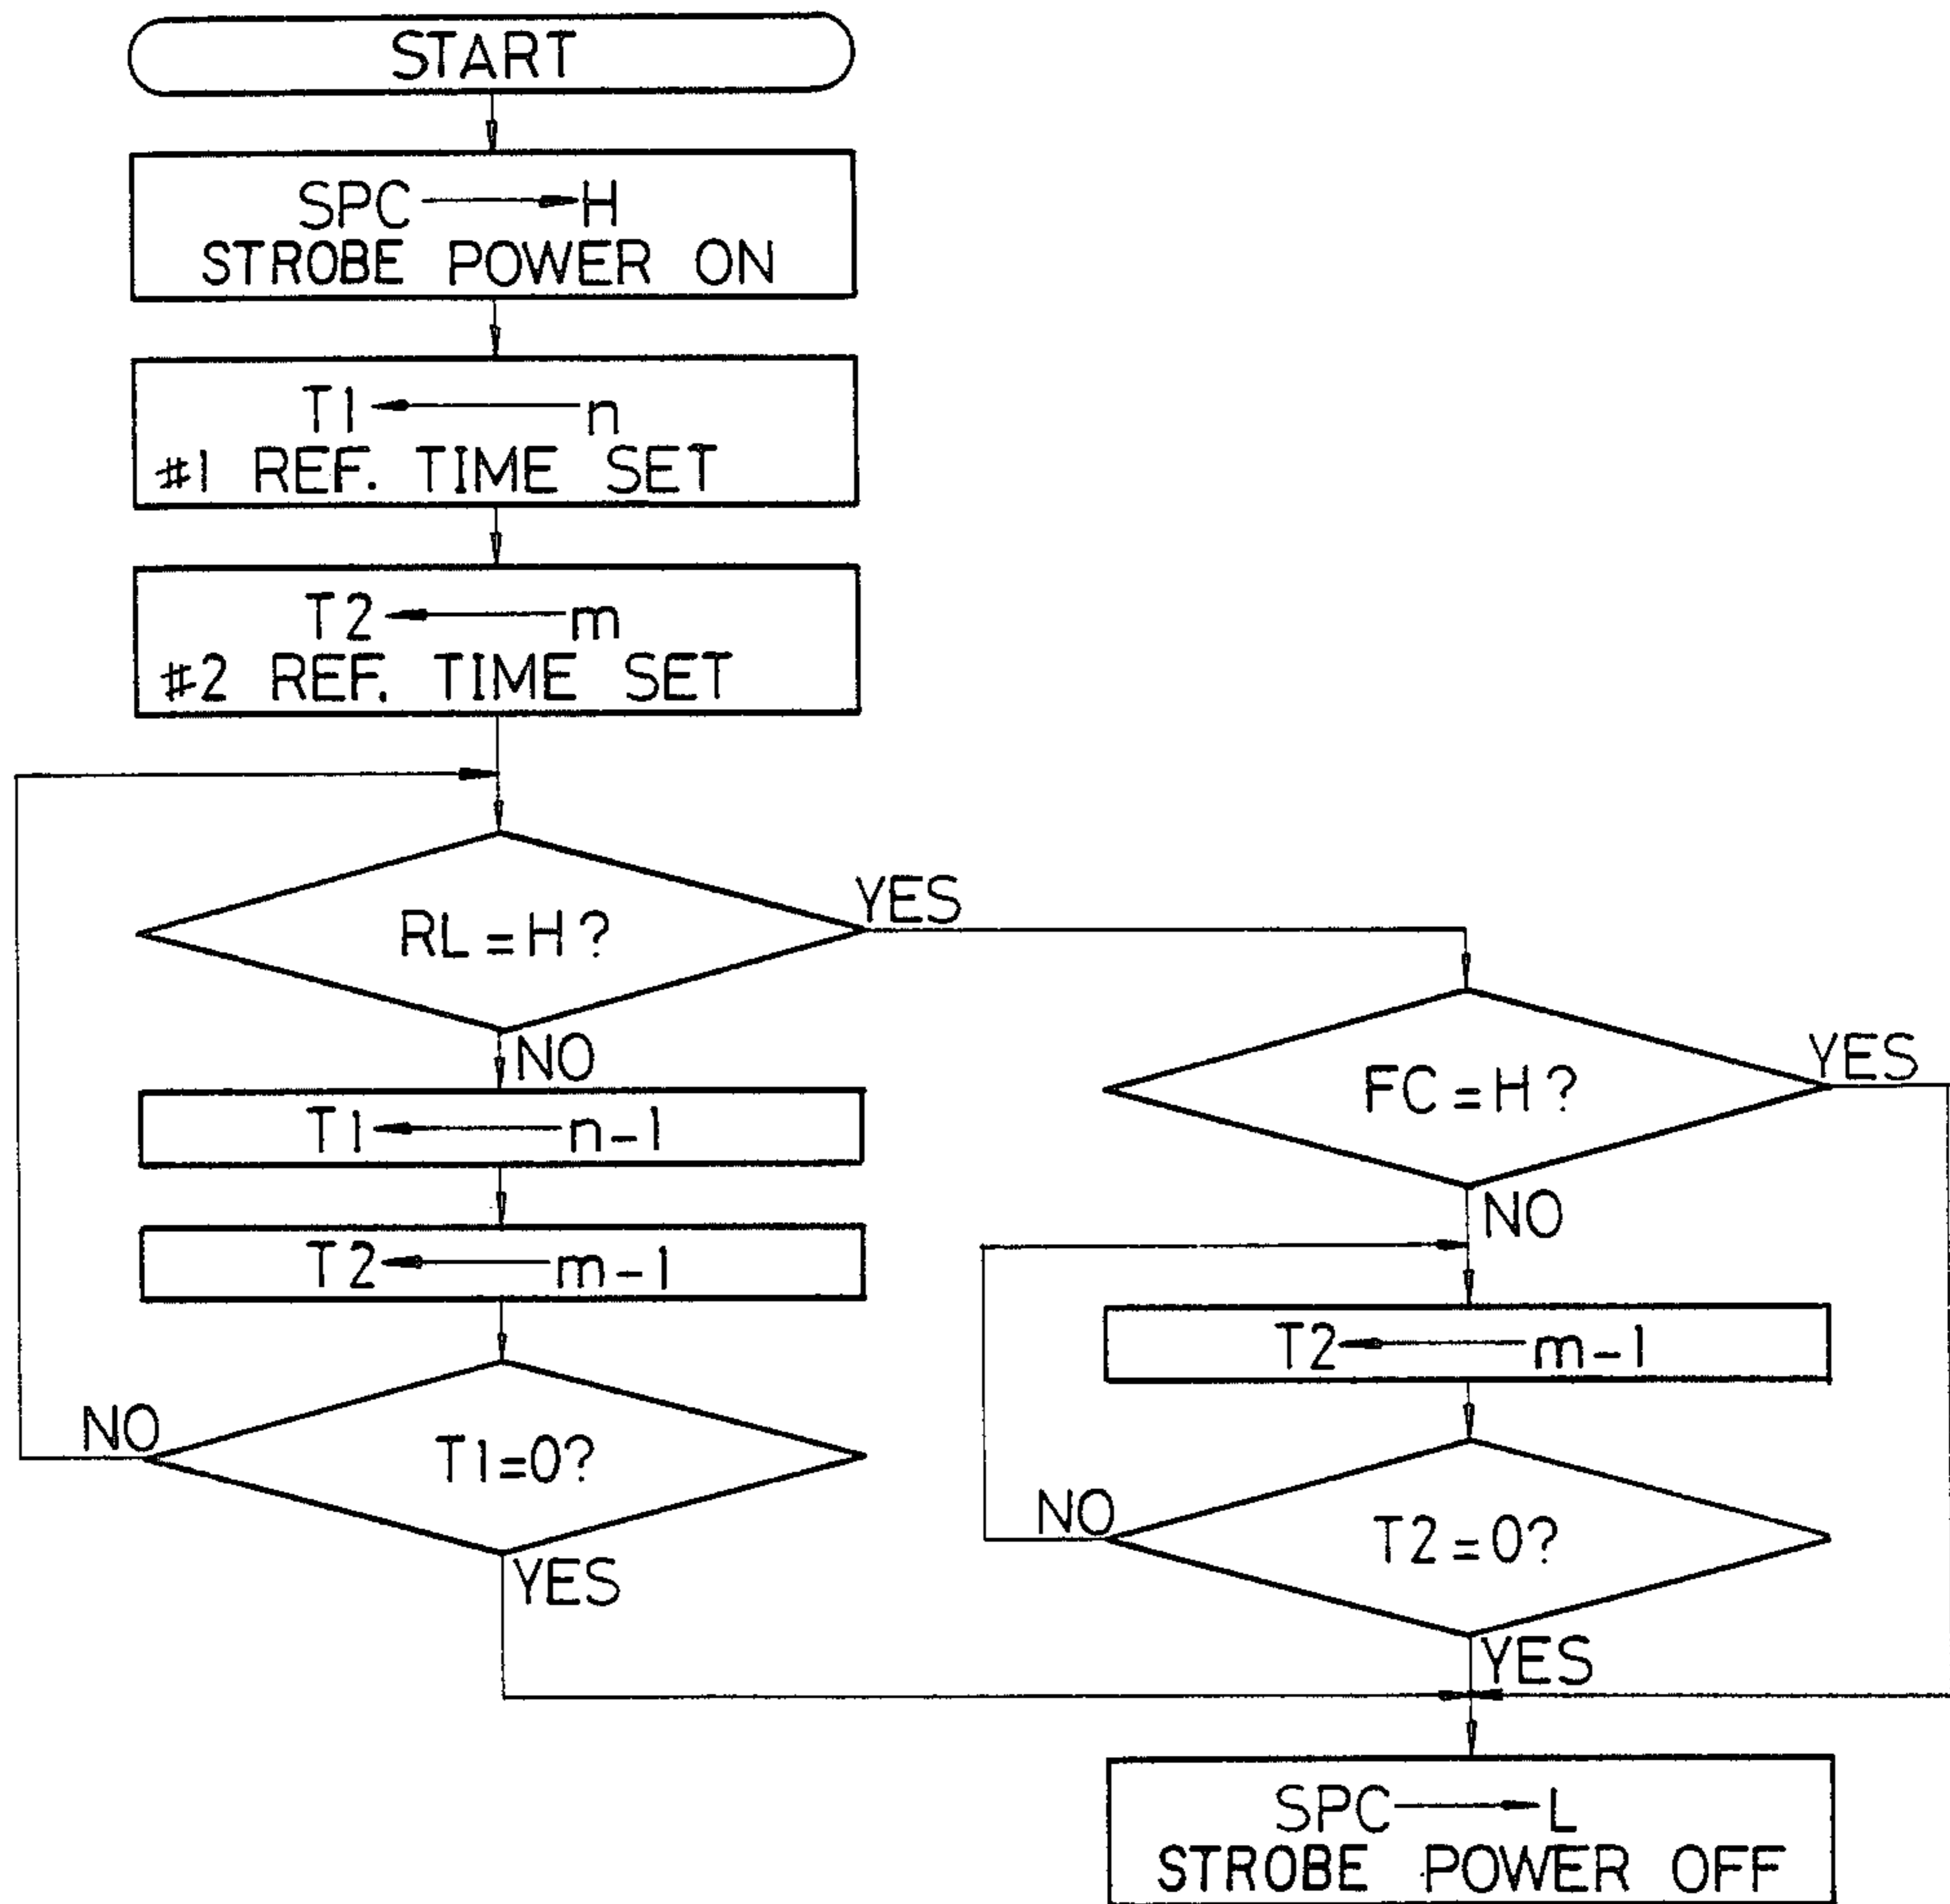 START
SPC → H
STROBE POWER ON
T1 ← n
#1 REF. TIME SET
T2 ← m
#2 REF. TIME SET
RL = H?
YES
NO
T1 ← n-1
T2 ← m-1
T1=0?
NO
YES
FC = H?
YES
NO
T2 ← m-1
T2=0?
NO
YES
SPC → L
STROBE POWER OFF